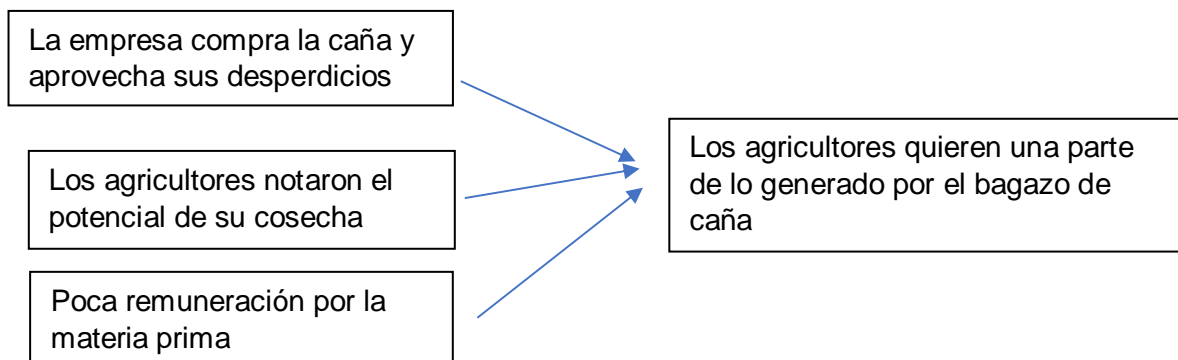 La empresa compra la caña y
aprovecha sus desperdicios
Los agricultores notaron el
potencial de su cosecha
Poca remuneración por la
materia prima
Los agricultores quieren una parte
de lo generado por el bagazo de
caña